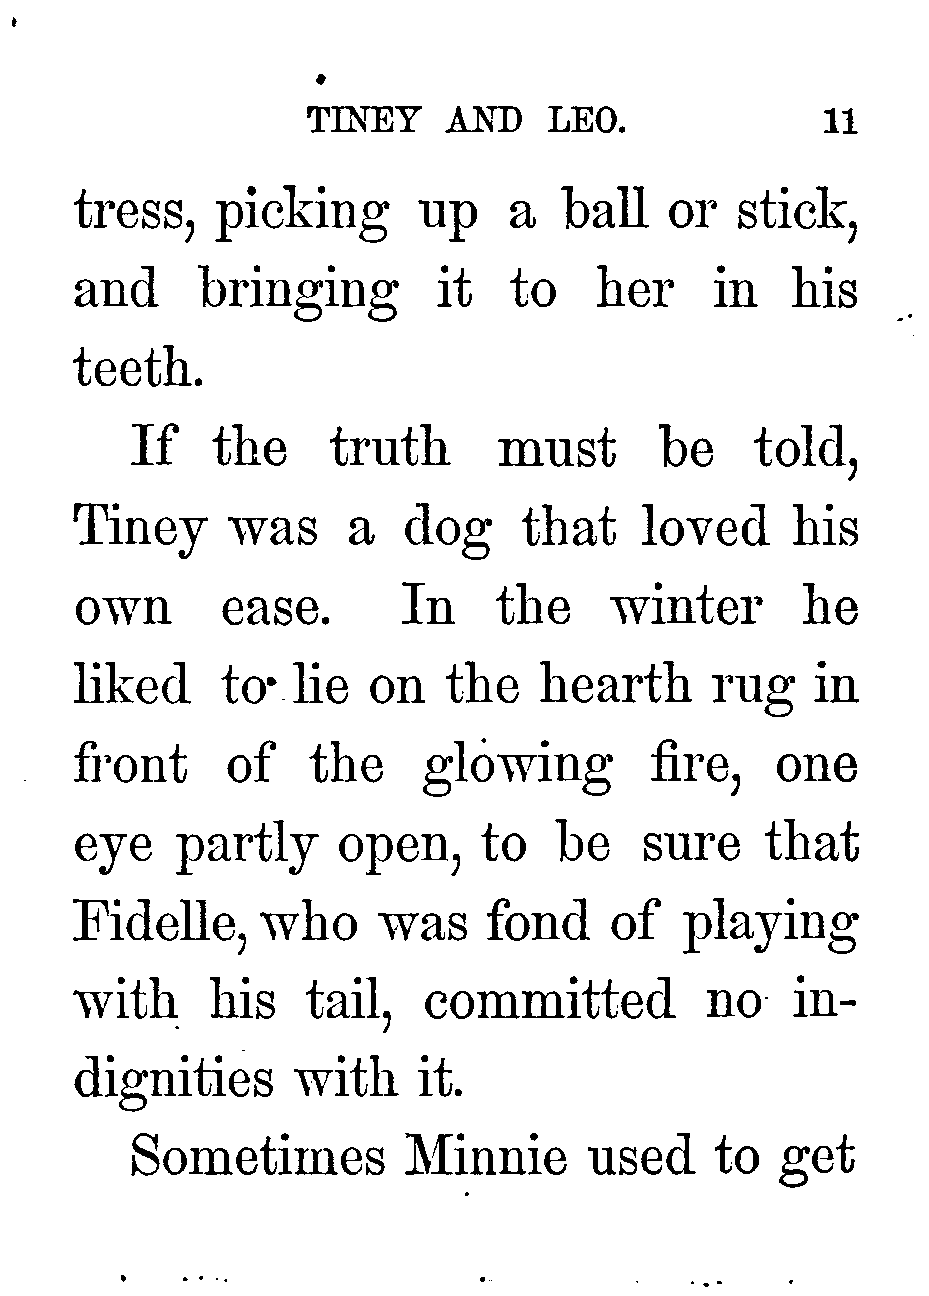 TINEY AND LEO. 11
tress, picking up a ball or stick,
and bringing it to her in his
teeth.
If the truth must be told,
Tiney was a dog that loved his
own ease. In the winter he
liked to lie on the hearth rug in
front of the glowing fire, one
eye partly open, to be sure that
Fidelle, who was fond of playing
with his tail, committed no in-
dignities with it.
Sometimes Minnie used to get